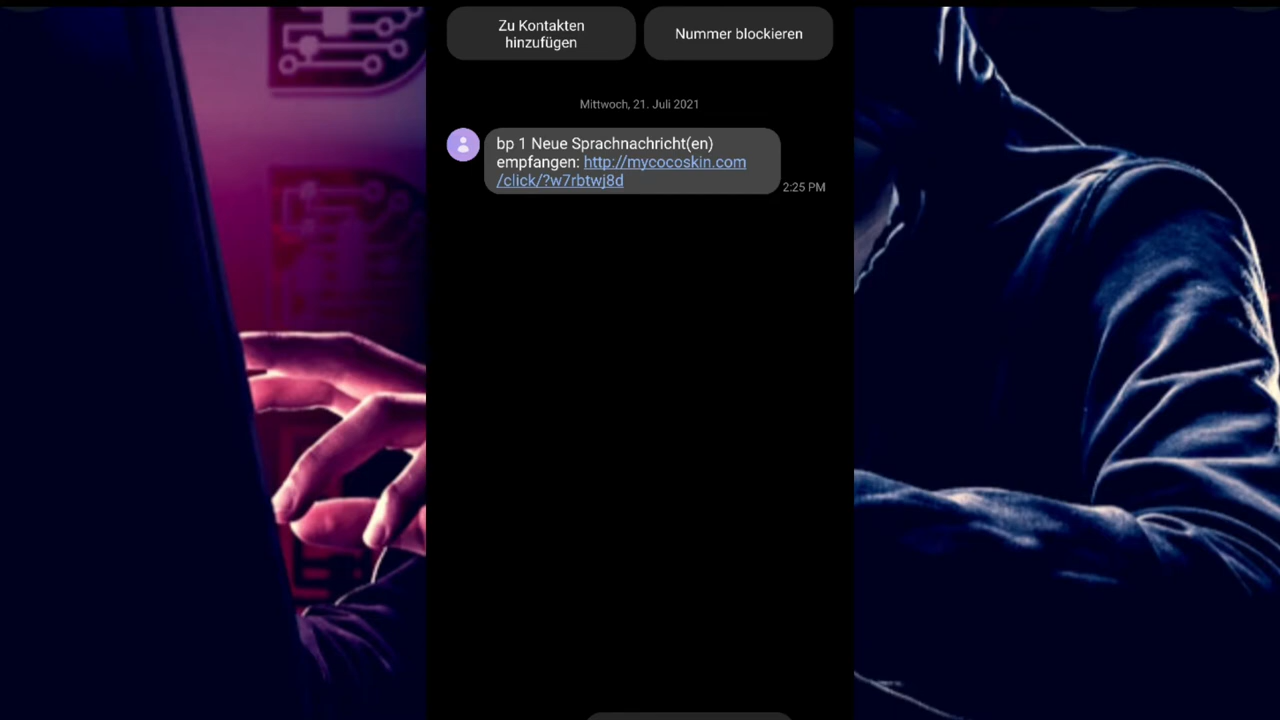 Zu Kontakten
hinzufügen
Nummer blockieren
Mittwoch, 21. Juli 2021
bp 1 Neue Sprachnachricht(en)
empfangen: http://mycocoskin.com
/click/?w7rbtwj8d
2:25 PM